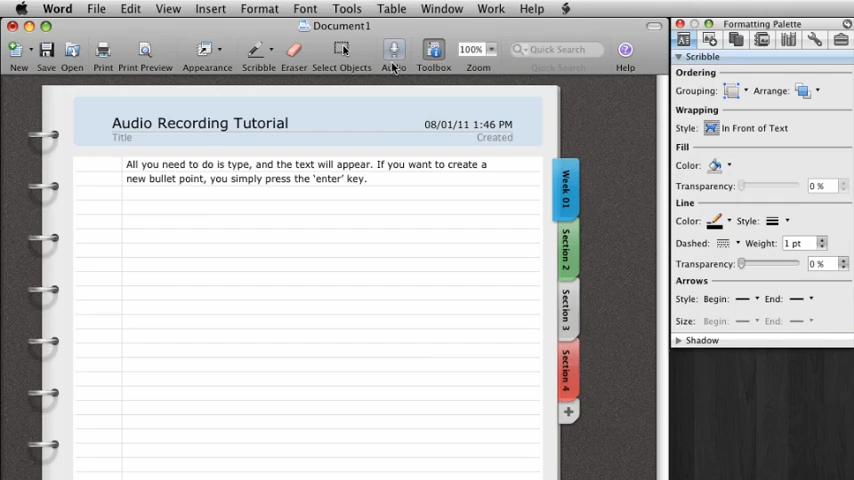 Word File Edit View Insert Format Font Tools Table Window Work Help
Document1
New Save Open Print Print Preview Appearance Scribble Eraser Select Objects Audio Toolbox 100% Zoom Quick Search Quick Search Help
Audio Recording Tutorial 08/01/11 1:46 PM
Title Created
All you need to do is type, and the text will appear. If you want to create a
new bullet point, you simply press the ‘enter’ key.
Week 01
Section 2
Section 3
Section 4
Formatting Palette
Scribble
Ordering
Grouping: Arrange:
Wrapping
Style: In Front of Text
Fill
Color:
Transparency: 0 %
Line
Color: Style:
Dashed: Weight: 1 pt
Transparency: 0 %
Arrows
Style: Begin: End:
Size: Begin: End:
Shadow